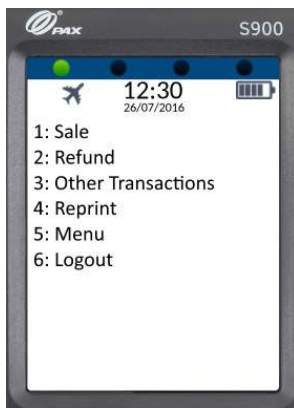 PAX S900
12:30
26/07/2016
1: Sale
2: Refund
3: Other Transactions
4: Reprint
5: Menu
6: Logout